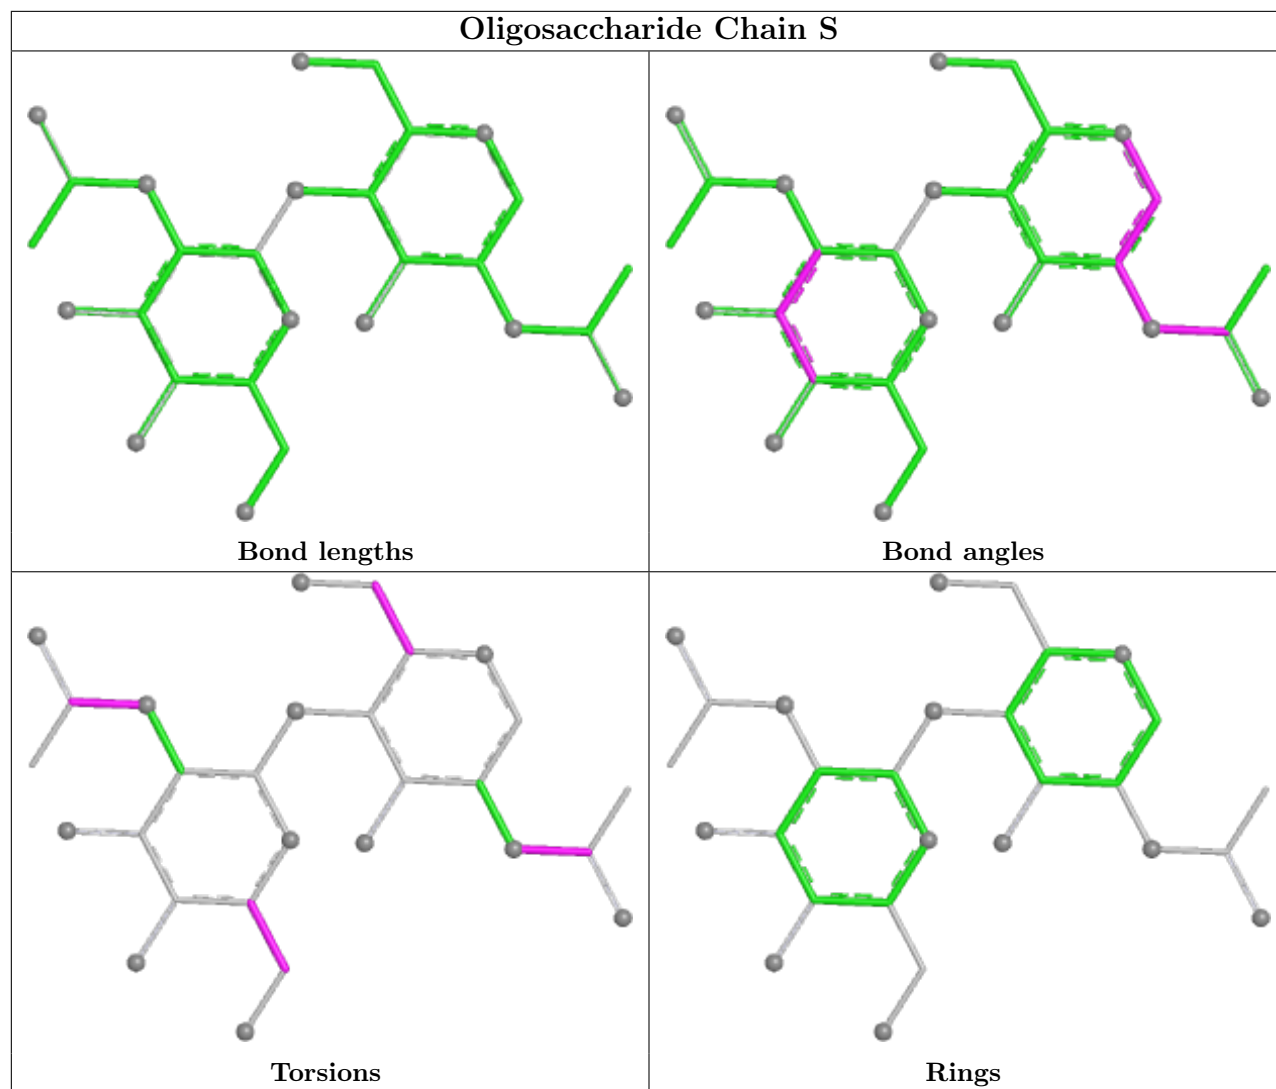 Oligosaccharide Chain S
Bond lengths
Bond angles
Torsions
Rings